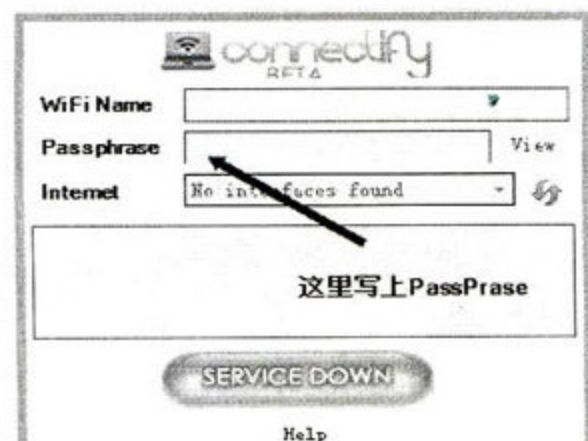 connectify
BETA
WiFi Name
Passphrase View
Internet No interfaces found
这里写上PassPrase
SERVICE DOWN
Help